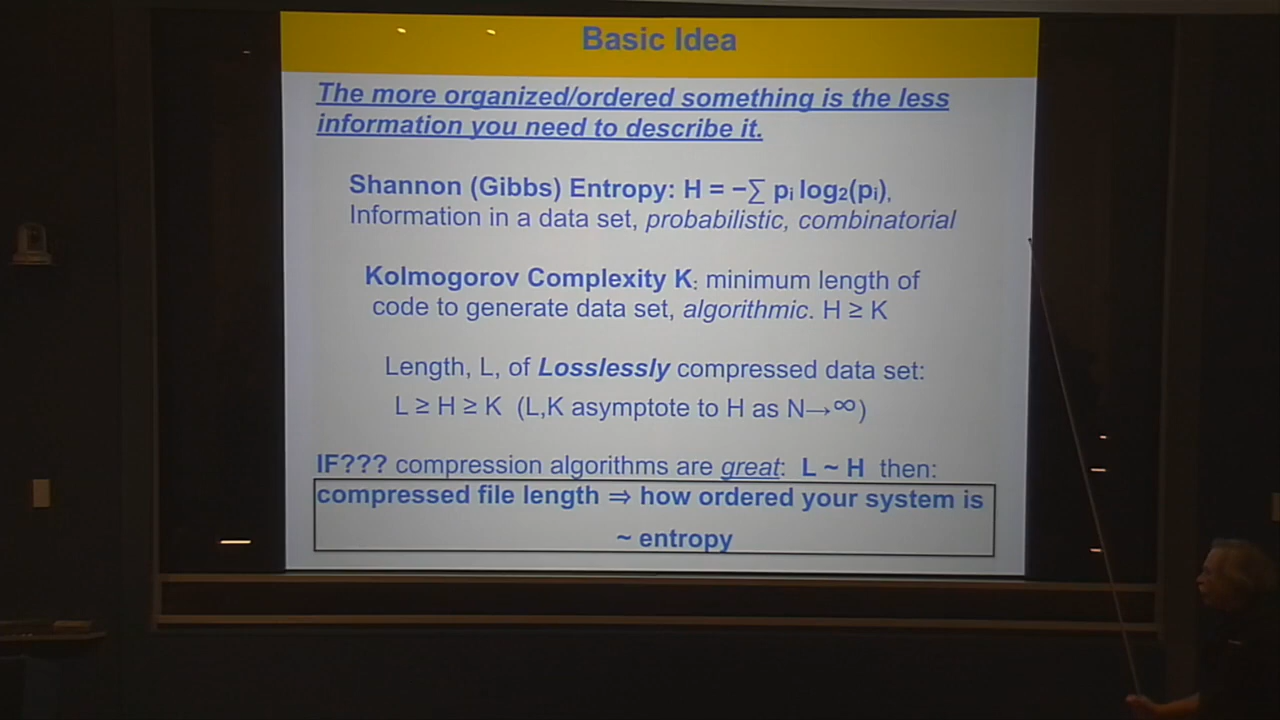 Basic Idea
The more organized/ordered something is the less
information you need to describe it.
Shannon (Gibbs) Entropy: H = −∑ pᵢ log₂(pᵢ),
Information in a data set, probabilistic, combinatorial
Kolmogorov Complexity K: minimum length of
code to generate data set, algorithmic. H ≥ K
Length, L, of Losslessly compressed data set:
L ≥ H ≥ K (L,K asymptote to H as N→∞)
IF??? compression algorithms are great: L ~ H then:
compressed file length ⇒ how ordered your system is
~ entropy